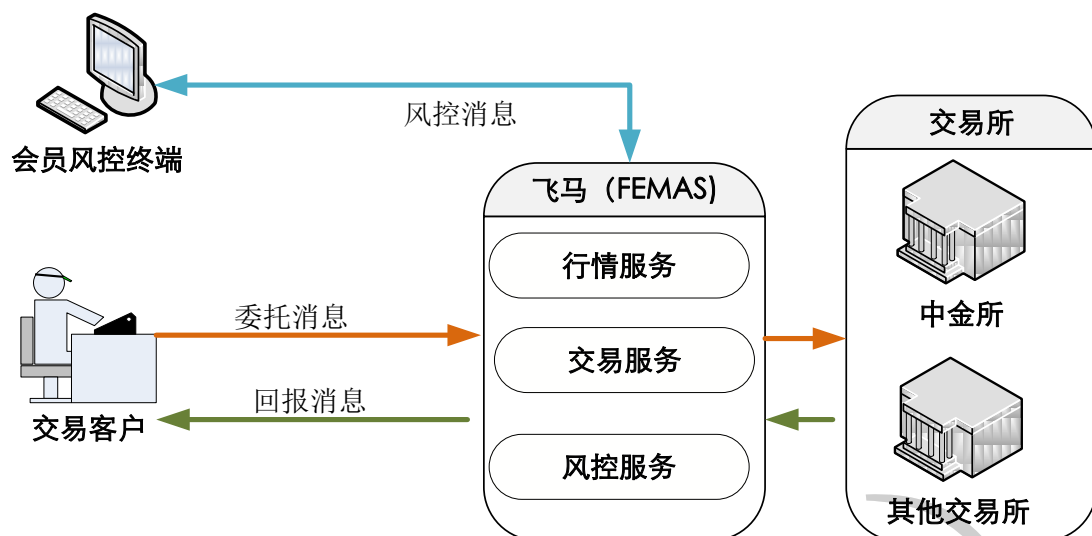 风控消息
会员风控终端
交易所
飞马（FEMAS)
行情服务
中金所
委托消息
交易服务
回报消息
交易客户
风控服务
其他交易所